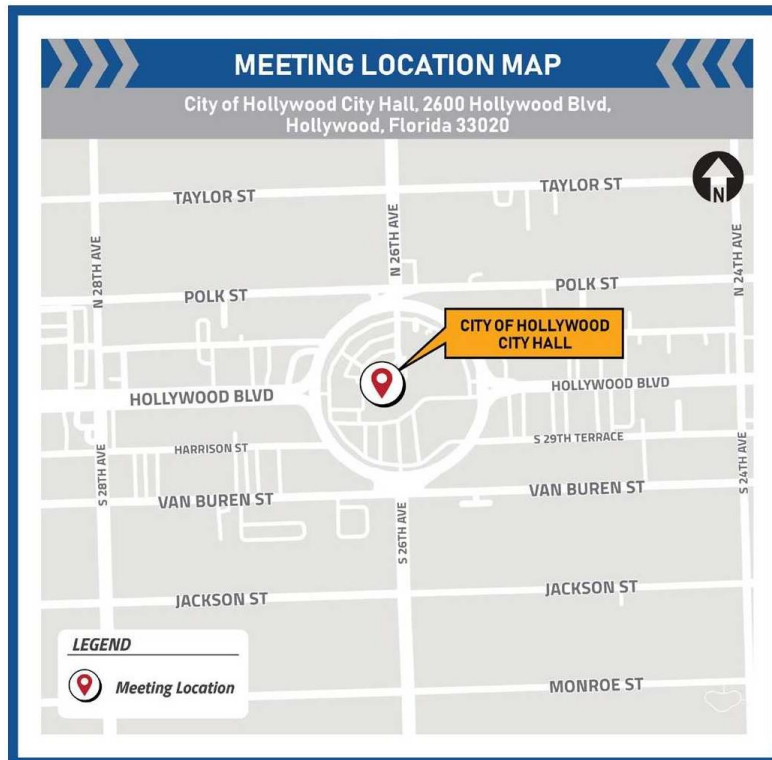 MEETING LOCATION MAP
City of Hollywood City Hall, 2600 Hollywood Blvd,
Hollywood, Florida 33020
N
TAYLOR ST
TAYLOR ST
N 28TH AVE
N 26TH AVE
N 24TH AVE
POLK ST
POLK ST
CITY OF HOLLYWOOD
CITY HALL
HOLLYWOOD BLVD
HOLLYWOOD BLVD
HARRISON ST
S 29TH TERRACE
S 28TH AVE
S 24TH AVE
VAN BUREN ST
VAN BUREN ST
S 26TH AVE
JACKSON ST
JACKSON ST
LEGEND
Meeting Location
MONROE ST